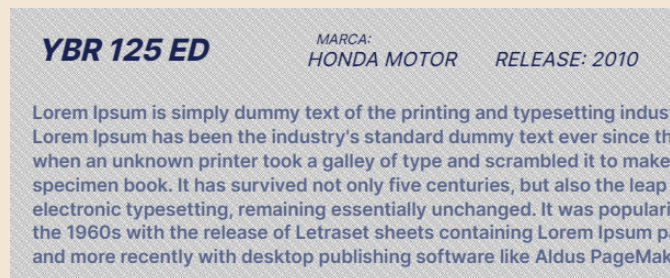 YBR 125 ED
MARCA:
HONDA MOTOR
RELEASE: 2010
Lorem Ipsum is simply dummy text of the printing and typesetting indus
Lorem Ipsum has been the industry's standard dummy text ever since th
when an unknown printer took a galley of type and scrambled it to make
specimen book. It has survived not only five centuries, but also the leap
electronic typesetting, remaining essentially unchanged. It was populari
the 1960s with the release of Letraset sheets containing Lorem Ipsum p
and more recently with desktop publishing software like Aldus PageMak